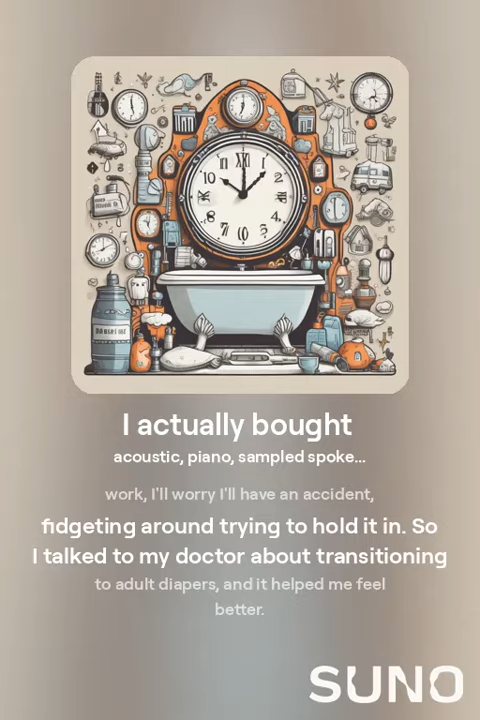 I actually bought
acoustic, piano, sampled spoke...
work, I'll worry I'll have an accident,
fidgeting around trying to hold it in. So
I talked to my doctor about transitioning
to adult diapers, and it helped me feel
better.
SUNO